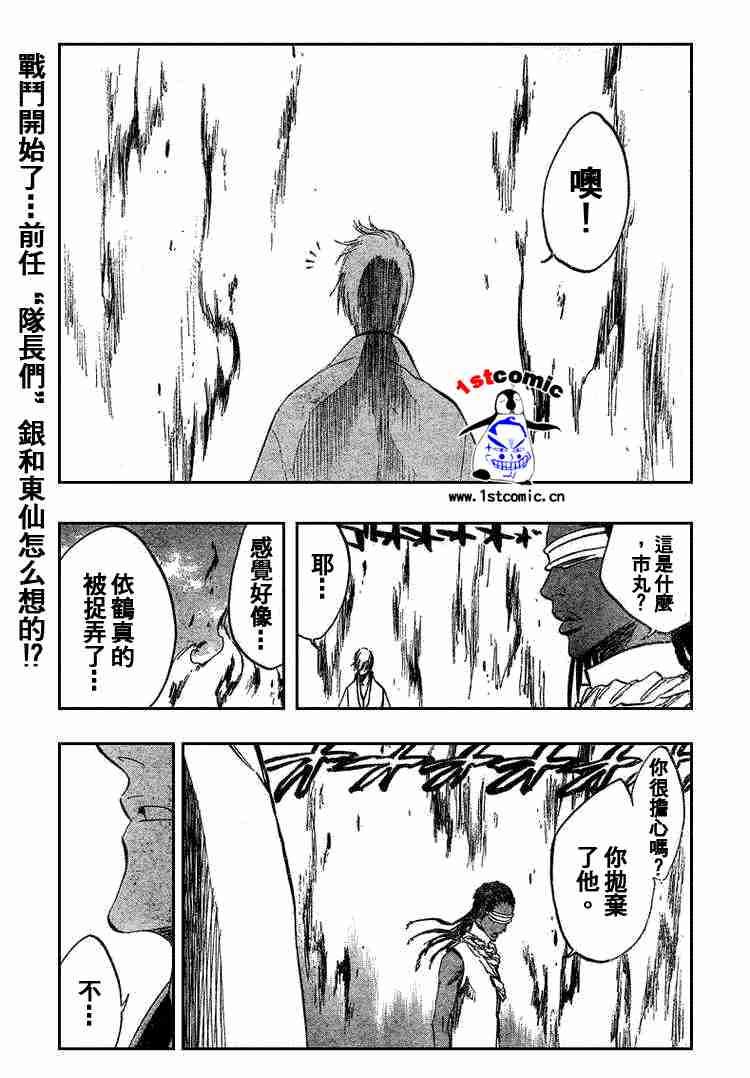 戰鬥開始了…前任“隊長們”銀和東仙怎么想的!?
噢!
1stcomic
www.1stcomic.cn
這是什麼
,市丸?
耶…
感覺好像…
依鶴真的
被捉弄了…
你很擔心嗎?
你拋棄
了他。
不…